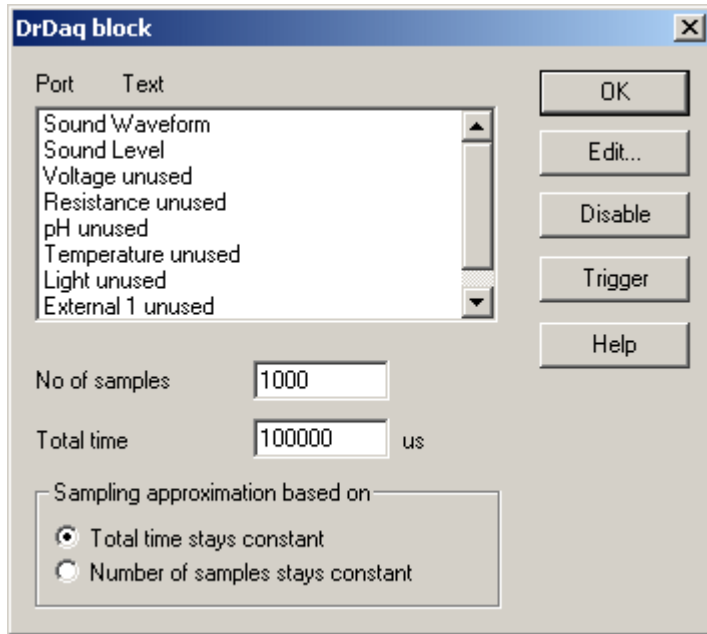 DrDaq block
Port Text
Sound Waveform
Sound Level
Voltage unused
Resistance unused
pH unused
Temperature unused
Light unused
External 1 unused
OK
Edit...
Disable
Trigger
Help
No of samples 1000
Total time 100000 us
Sampling approximation based on
Total time stays constant
Number of samples stays constant